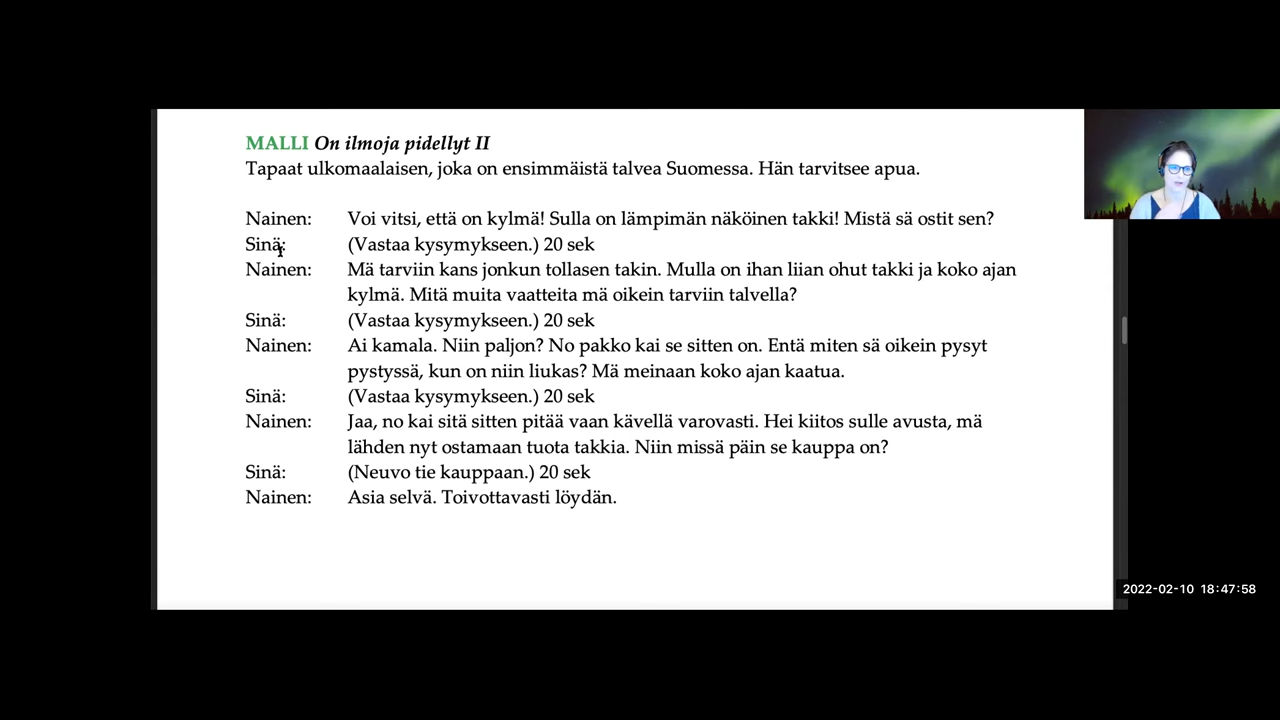 MALLI On ilmoja pidellyt II
Tapaat ulkomaalaisen, joka on ensimmäistä talvea Suomessa. Hän tarvitsee apua.
Nainen: Voi vitsi, että on kylmä! Sulla on lämpimän näköinen takki! Mistä sä ostit sen?
Sinä: (Vastaa kysymykseen.) 20 sek
Nainen: Mä tarviin kans jonkun tollasen takin. Mulla on ihan liian ohut takki ja koko ajan
kylmä. Mitä muita vaatteita mä oikein tarviin talvella?
Sinä: (Vastaa kysymykseen.) 20 sek
Nainen: Ai kamala. Niin paljon? No pakko kai se sitten on. Entä miten sä oikein pysyt
pystyssä, kun on niin liukas? Mä meinaan koko ajan kaatua.
Sinä: (Vastaa kysymykseen.) 20 sek
Nainen: Jaa, no kai sitä sitten pitää vaan kävellä varovasti. Hei kiitos sulle avusta, mä
lähden nyt ostamaan tuota takkia. Niin missä päin se kauppa on?
Sinä: (Neuvo tie kauppaan.) 20 sek
Nainen: Asia selvä. Toivottavasti löydän.
2022-02-10 18:47:58